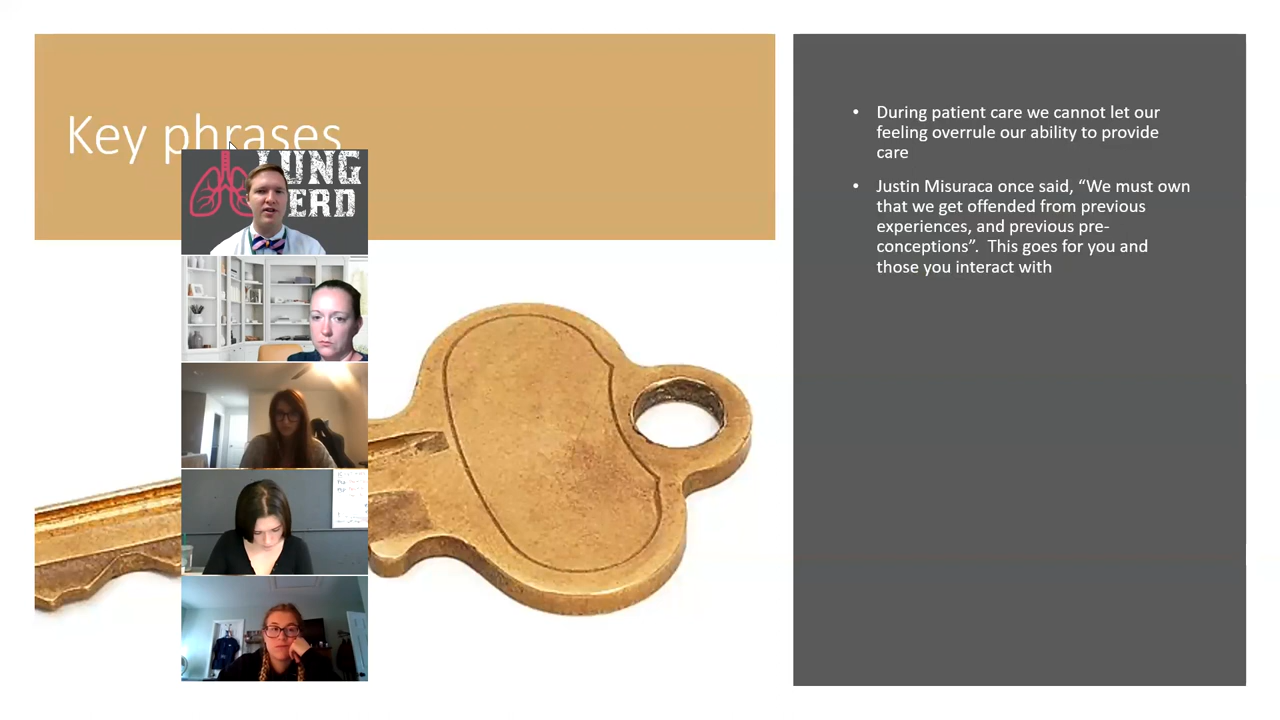 Key phrases
LUNG
ERD
• During patient care we cannot let our
feeling overrule our ability to provide
care
• Justin Misuraca once said, “We must own
that we get offended from previous
experiences, and previous pre-
conceptions”.  This goes for you and
those you interact with